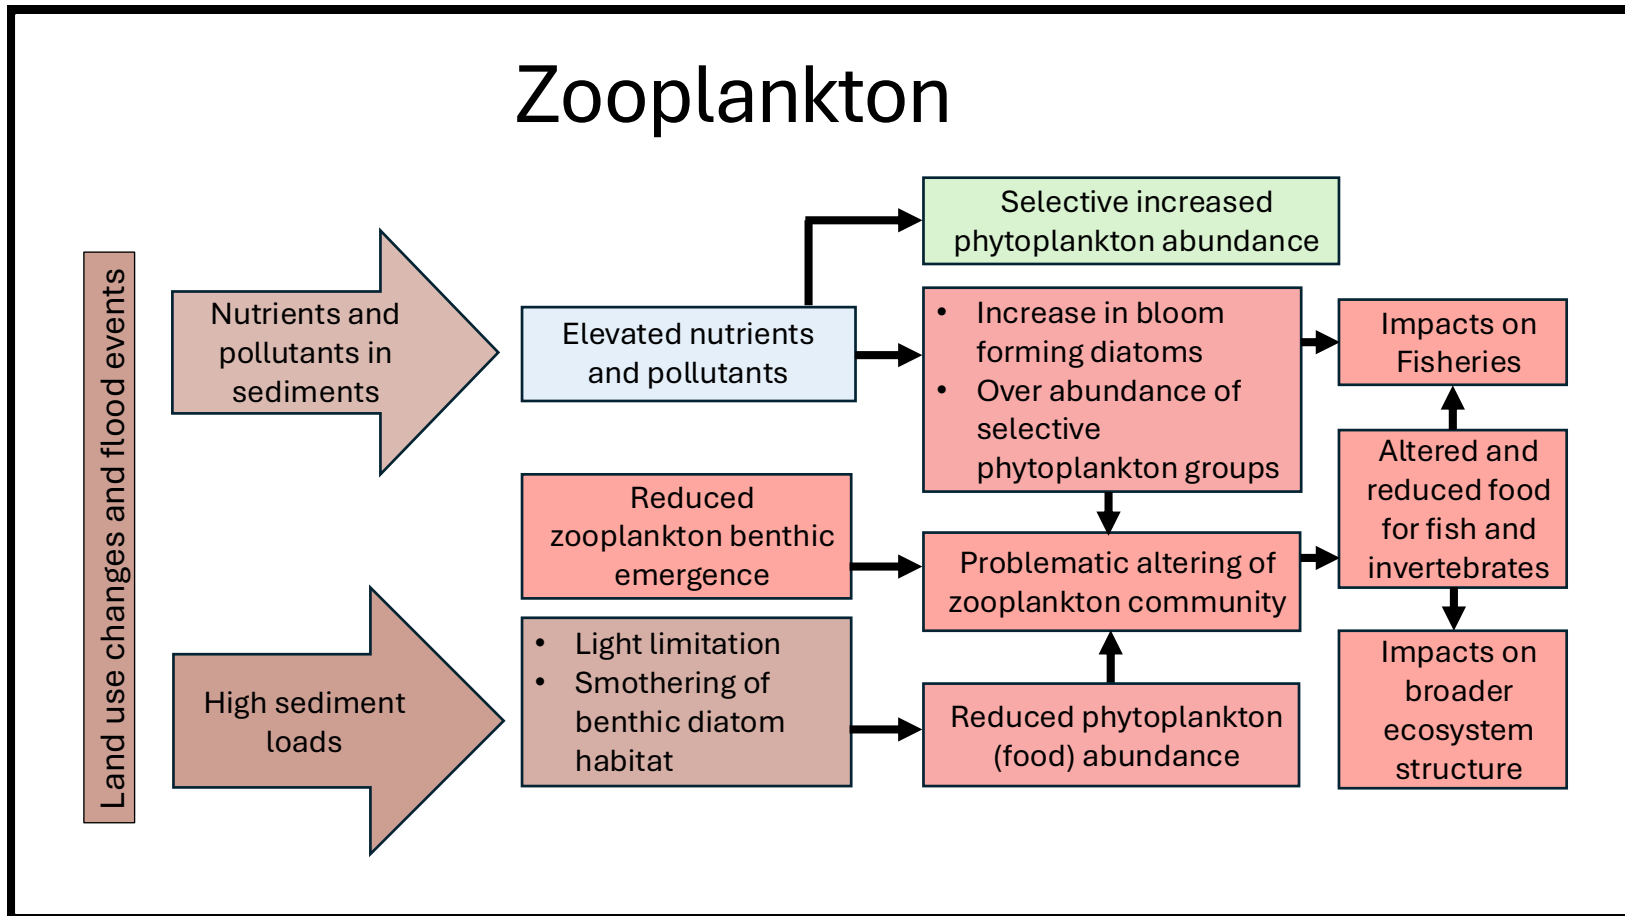 Zooplankton
Land use changes and flood events
Nutrients and
pollutants in
sediments
High sediment
loads
Elevated nutrients
and pollutants
Reduced
zooplankton benthic
emergence
• Light limitation
• Smothering of
benthic diatom
habitat
Selective increased
phytoplankton abundance
• Increase in bloom
forming diatoms
• Over abundance of
selective
phytoplankton groups
Problematic altering of
zooplankton community
Reduced phytoplankton
(food) abundance
Impacts on
Fisheries
Altered and
reduced food
for fish and
invertebrates
Impacts on
broader
ecosystem
structure